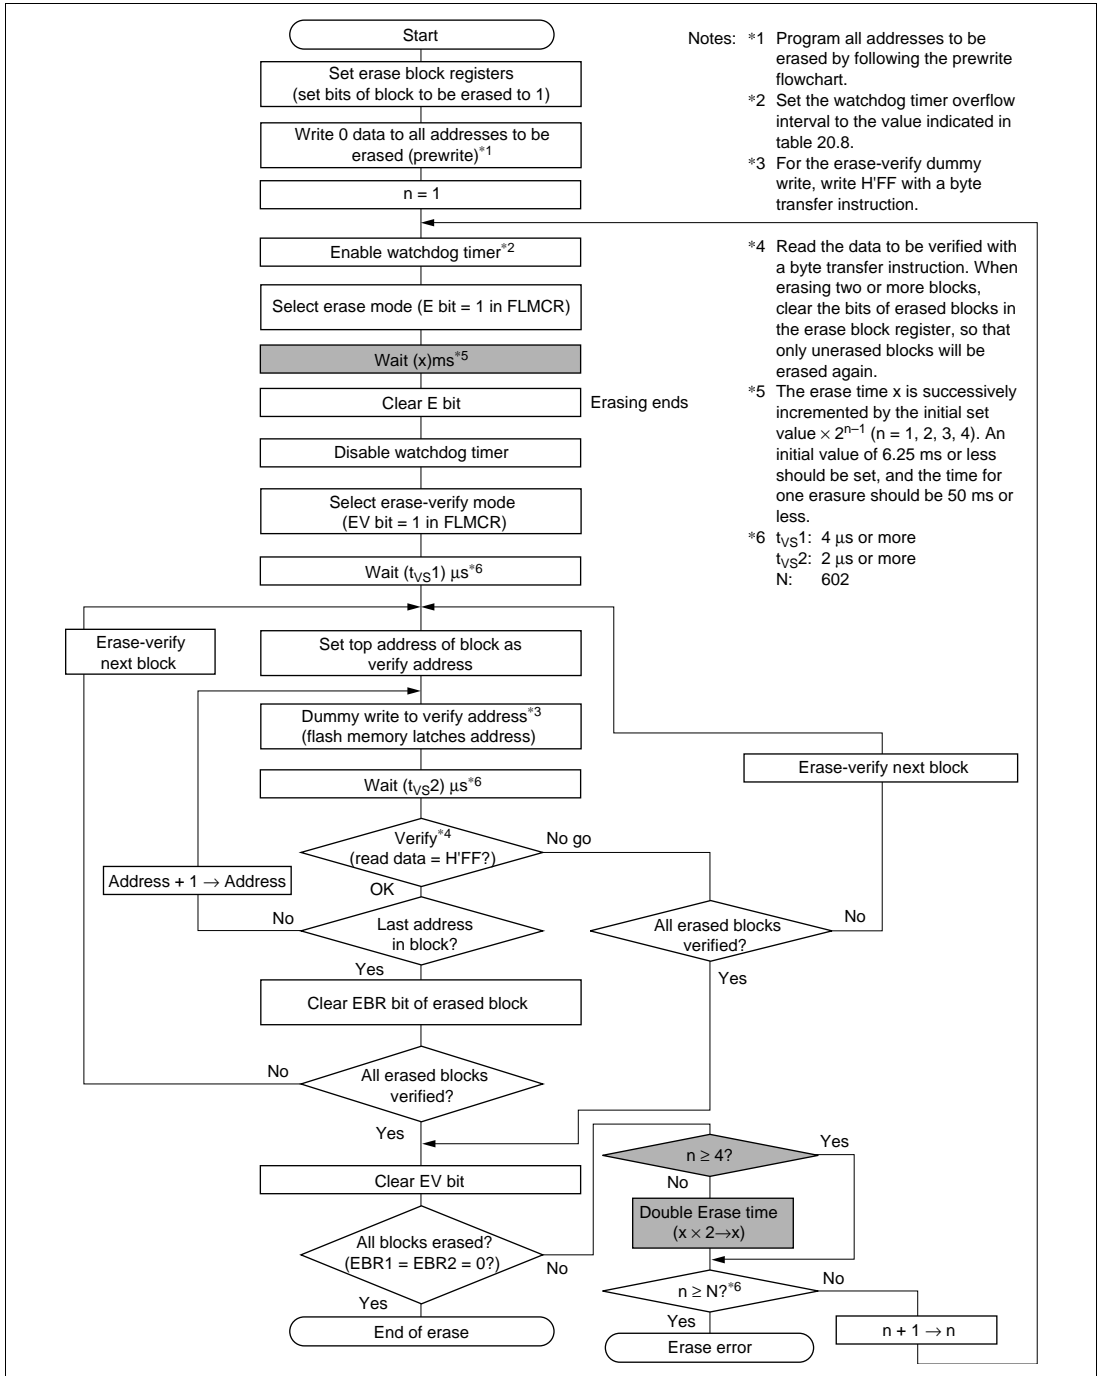 Start
Set erase block registers
(set bits of block to be erased to 1)
Write 0 data to all addresses to be
erased (prewrite)*1
n = 1
Enable watchdog timer*2
Select erase mode (E bit = 1 in FLMCR)
Wait (x)ms*5
Clear E bit
Erasing ends
Disable watchdog timer
Select erase-verify mode
(EV bit = 1 in FLMCR)
Wait (tVS1) μs*6
Erase-verify
next block
Set top address of block as
verify address
Dummy write to verify address*3
(flash memory latches address)
Wait (tVS2) μs*6
Erase-verify next block
Verify*4
(read data = H'FF?)
No go
OK
Address + 1 → Address
No
Last address
in block?
Yes
All erased blocks
verified?
No
Yes
Clear EBR bit of erased block
No
All erased blocks
verified?
Yes
Clear EV bit
n ≥ 4?
Yes
No
Double Erase time
(x × 2→x)
All blocks erased?
(EBR1 = EBR2 = 0?)
No
Yes
End of erase
n ≥ N?*6
No
Yes
Erase error
n + 1 → n
Notes: *1 Program all addresses to be
erased by following the prewrite
flowchart.
*2 Set the watchdog timer overflow
interval to the value indicated in
table 20.8.
*3 For the erase-verify dummy
write, write H'FF with a byte
transfer instruction.
*4 Read the data to be verified with
a byte transfer instruction. When
erasing two or more blocks,
clear the bits of erased blocks in
the erase block register, so that
only unerased blocks will be
erased again.
*5 The erase time x is successively
incremented by the initial set
value × 2n–1 (n = 1, 2, 3, 4). An
initial value of 6.25 ms or less
should be set, and the time for
one erasure should be 50 ms or
less.
*6 tVS1: 4 μs or more
tVS2: 2 μs or more
N: 602